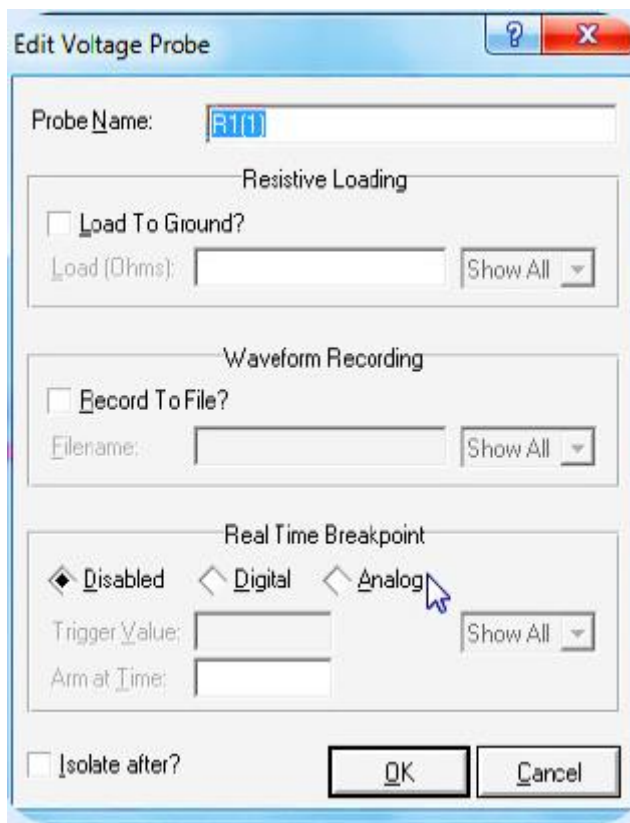 Edit Voltage Probe
?
Probe Name: R1(1)
Resistive Loading
Load To Ground?
Load (Ohms): Show All
Waveform Recording
Record To File?
Filename: Show All
Real Time Breakpoint
Disabled Digital Analog
Trigger Value: Show All
Arm at Time:
Isolate after? OK Cancel